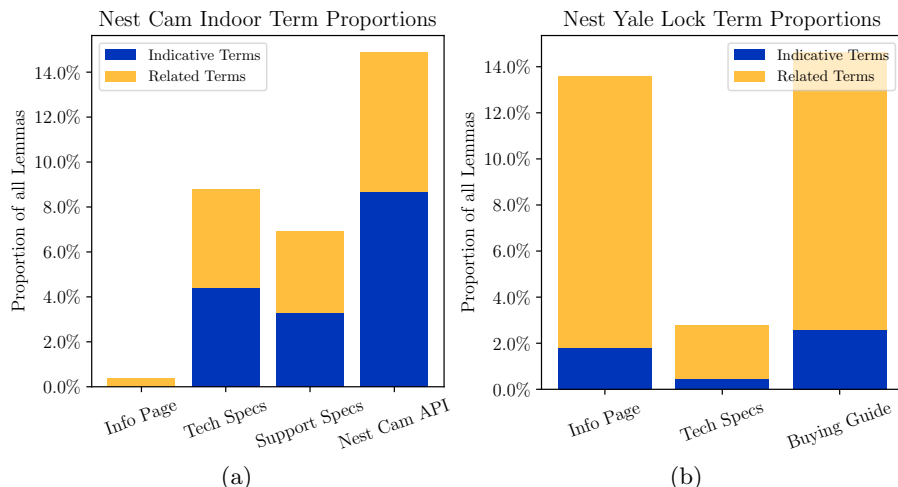 Nest Cam Indoor Term Proportions
Indicative Terms
Related Terms
Proportion of all Lemmas
14.0%
12.0%
10.0%
8.0%
6.0%
4.0%
2.0%
0.0%
Info Page
Tech Specs
Support Specs
Nest Cam API
(a)
Nest Yale Lock Term Proportions
Indicative Terms
Related Terms
Proportion of all Lemmas
14.0%
12.0%
10.0%
8.0%
6.0%
4.0%
2.0%
0.0%
Info Page
Tech Specs
Buying Guide
(b)